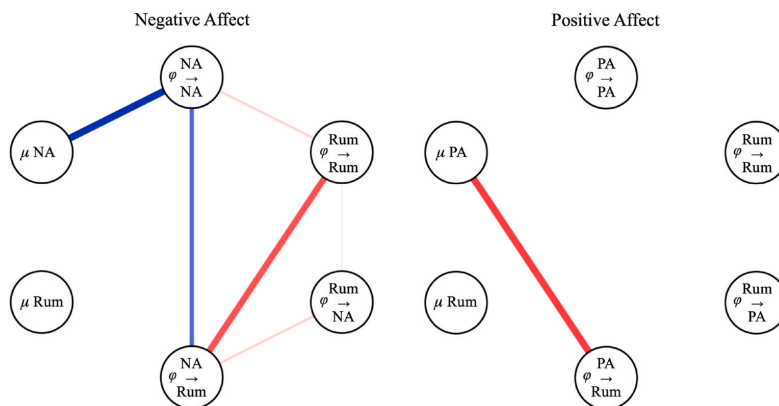 Negative Affect
NA
φ →
NA
μ NA
Rum
φ →
Rum
μ Rum
Rum
φ →
NA
NA
φ →
Rum
Positive Affect
PA
φ →
PA
μ PA
Rum
φ →
Rum
μ Rum
Rum
φ →
PA
PA
φ →
Rum